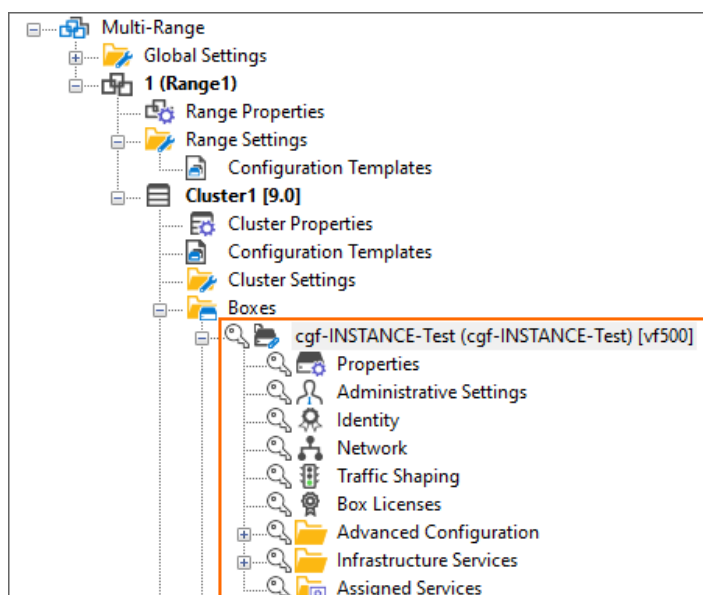 Multi-Range
Global Settings
1 (Range1)
Range Properties
Range Settings
Configuration Templates
Cluster1 [9.0]
Cluster Properties
Configuration Templates
Cluster Settings
Boxes
cgf-INSTANCE-Test (cgf-INSTANCE-Test) [vf500]
Properties
Administrative Settings
Identity
Network
Traffic Shaping
Box Licenses
Advanced Configuration
Infrastructure Services
Assigned Services